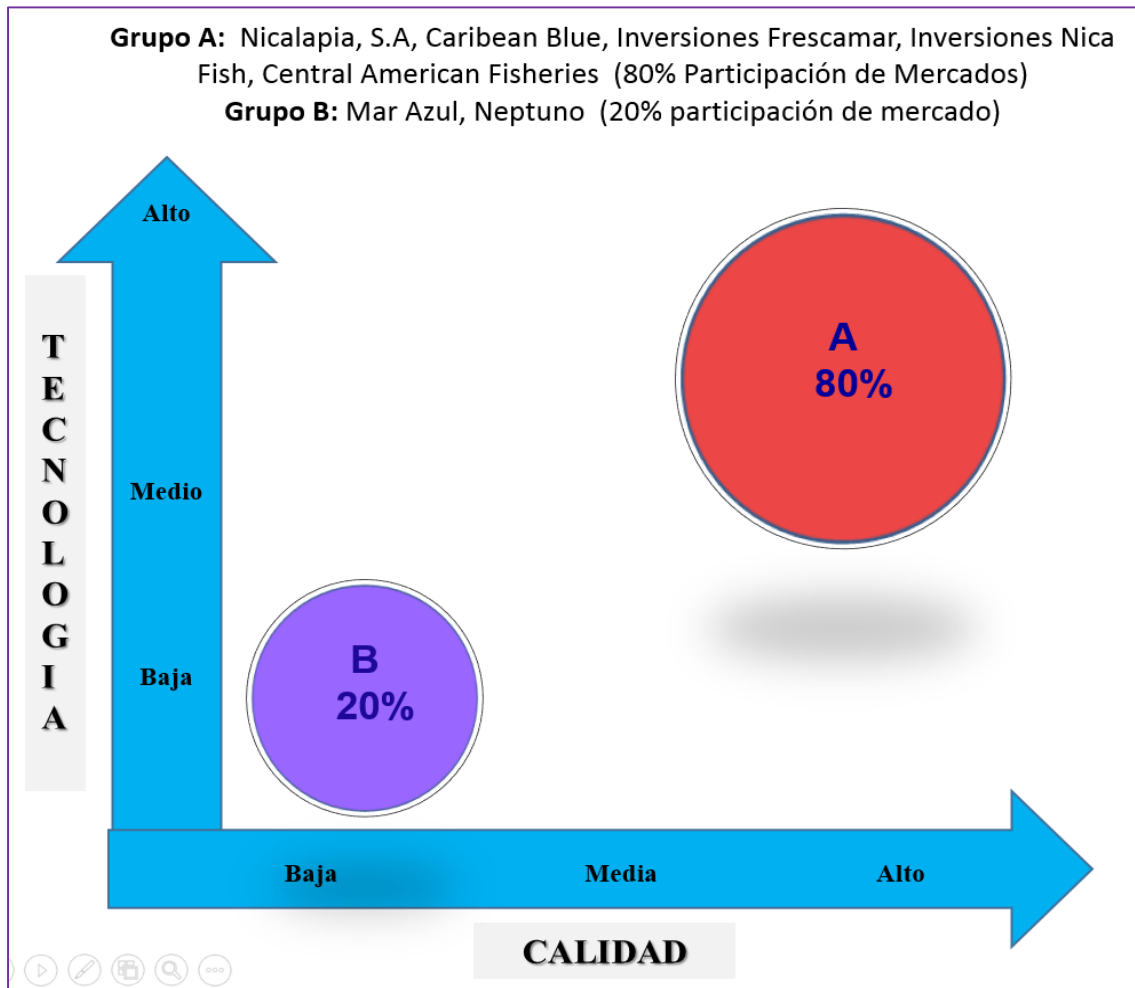 Grupo A: Nicalapia, S.A, Caribean Blue, Inversiones Frescamar, Inversiones Nica
Fish, Central American Fisheries (80% Participación de Mercados)
Grupo B: Mar Azul, Neptuno (20% participación de mercado)
Alto
TECNOLOGIA
Medio
Baja
A
80%
B
20%
Baja
Media
Alto
CALIDAD